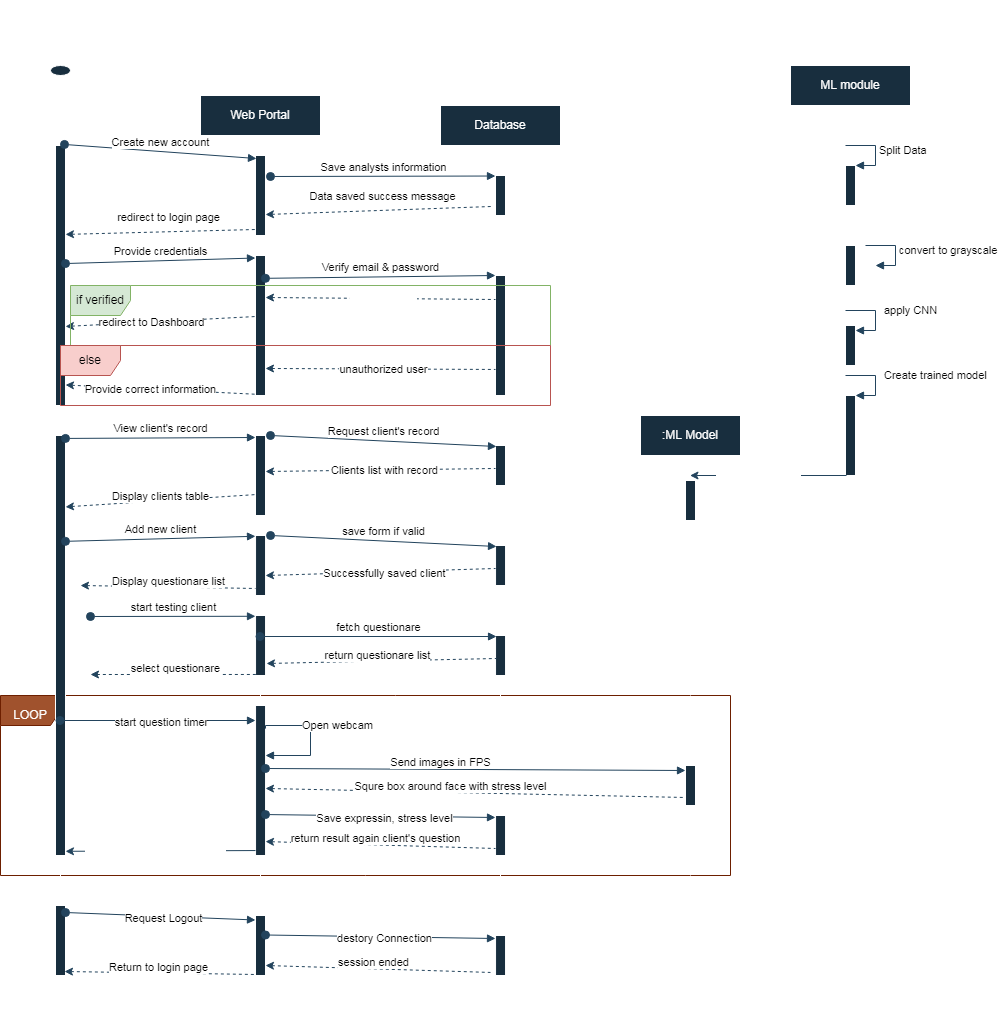 ML module
Web Portal
Database
Create new account
Split Data
Save analysts information
Data saved success message
redirect to login page
Provide credentials
convert to grayscale
Verify email & password
if verified
apply CNN
redirect to Dashboard
else
unauthorized user
Create trained model
Provide correct information
View client's record
Request client's record
:ML Model
Clients list with record
Display clients table
Add new client
save form if valid
Successfully saved client
Display questionare list
start testing client
fetch questionare
return questionare list
select questionare
LOOP
start question timer
Open webcam
Send images in FPS
Squre box around face with stress level
Save expressin, stress level
return result again client's question
Request Logout
destory Connection
session ended
Return to login page